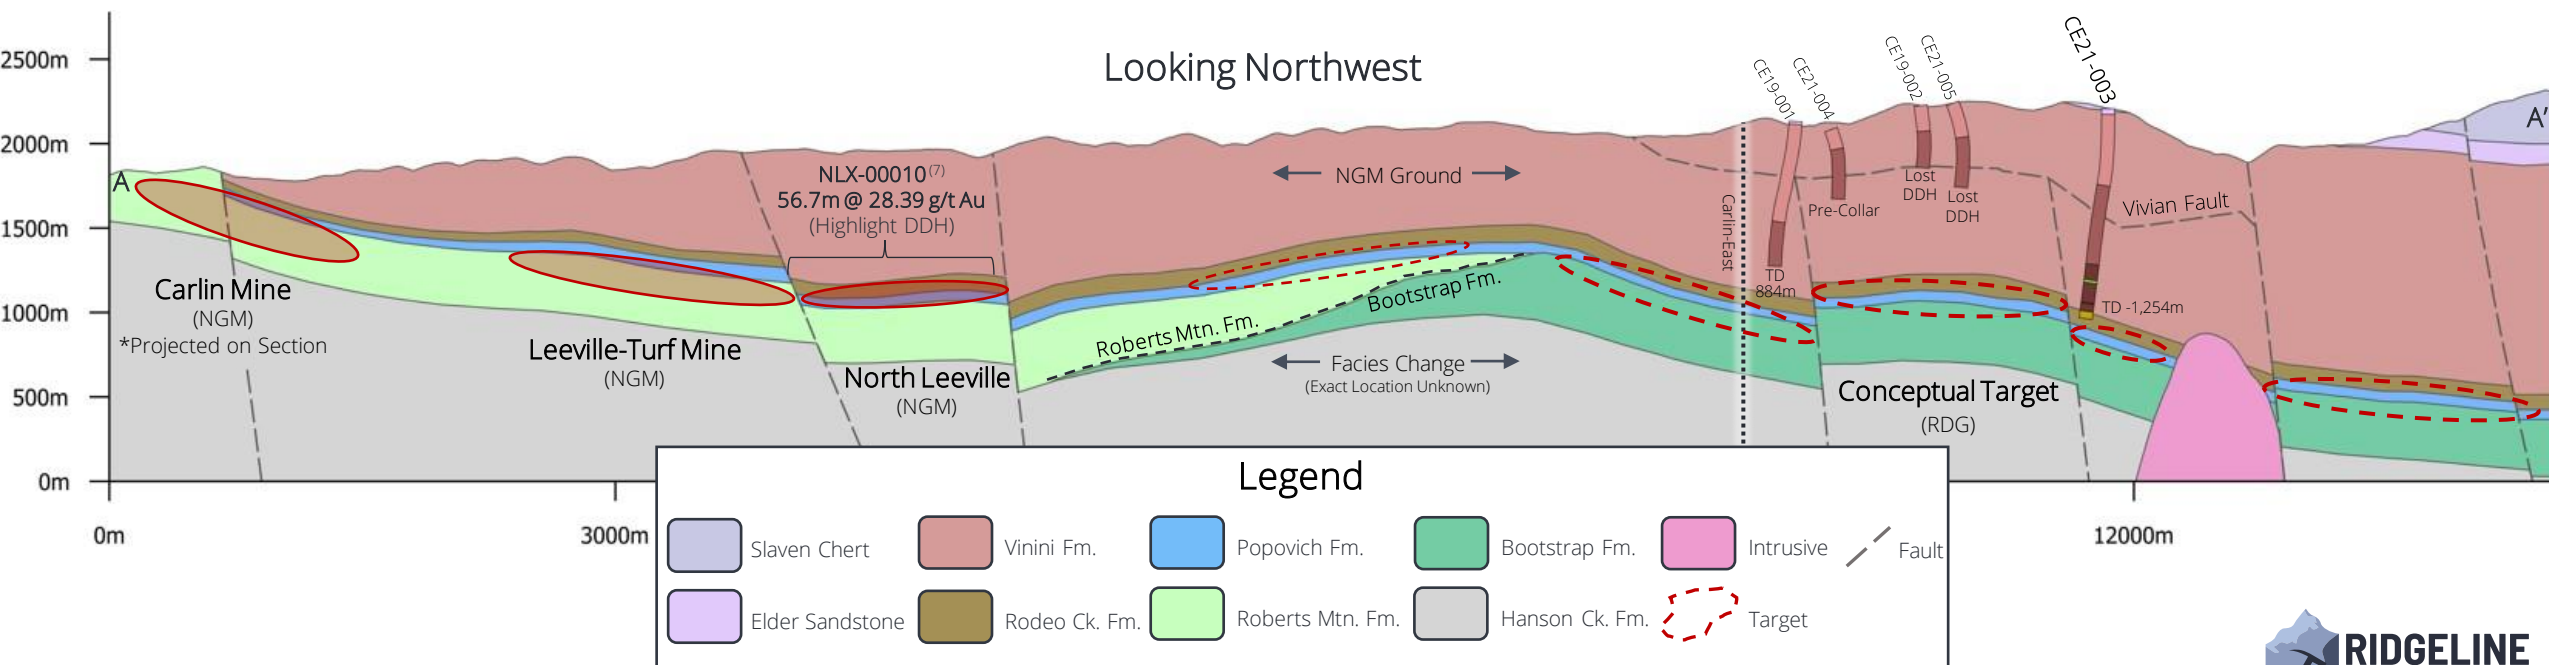 Looking Northwest
2500m
2000m
1500m
1000m
500m
0m
A
A'
CE19-001
CE21-004
CE19-002
CE21-005
CE21-003
NLX-00010(7)
56.7m @ 28.39 g/t Au
(Highlight DDH)
NGM Ground
Carlin-East
Pre-Collar
Lost
DDH
Lost
DDH
Vivian Fault
TD
884m
TD -1,254m
Carlin Mine
(NGM)
*Projected on Section
Leeville-Turf Mine
(NGM)
North Leeville
(NGM)
Roberts Mtn. Fm.
Bootstrap Fm.
Facies Change
(Exact Location Unknown)
Conceptual Target
(RDG)
0m
3000m
12000m
Legend
Slaven Chert
Vinini Fm.
Popovich Fm.
Bootstrap Fm.
Intrusive
Fault
Elder Sandstone
Rodeo Ck. Fm.
Roberts Mtn. Fm.
Hanson Ck. Fm.
Target
RIDGELINE